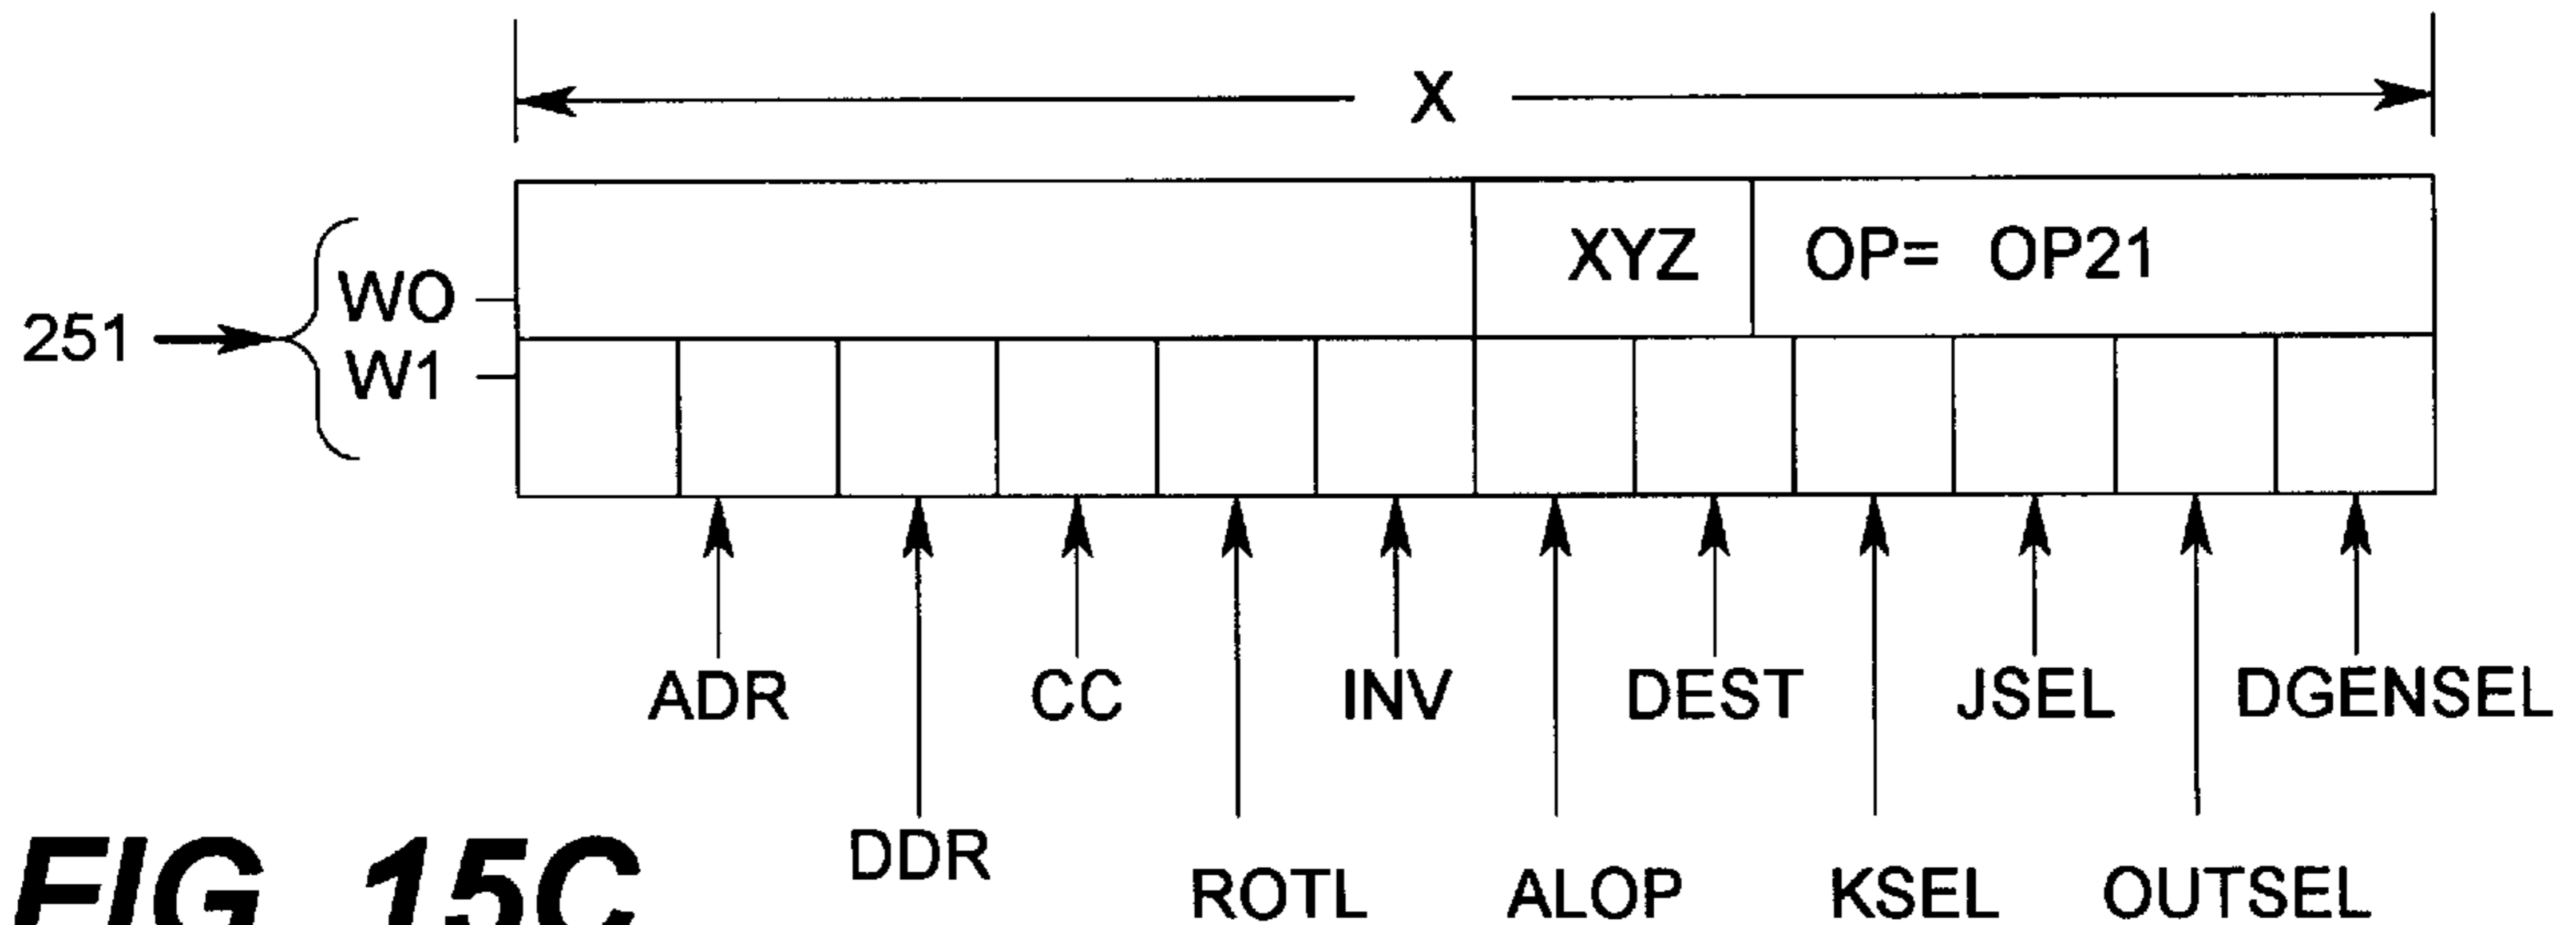 X
XYZ OP= OP21
W0
251
W1
ADR CC INV DEST JSEL DGENSEL
DDR ROTL ALOP KSEL OUTSEL
FIG. 15C